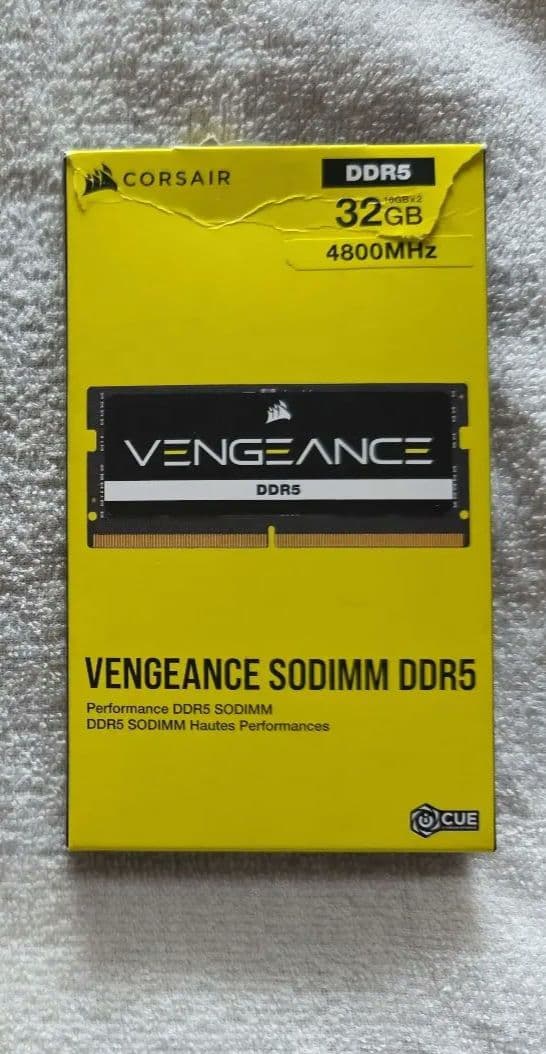 CORSAIR
DDR5
16GBx2
32GB
4800MHz
VENGEANCE
DDR5
VENGEANCE SODIMM DDR5
Performance DDR5 SODIMM
DDR5 SODIMM Hautes Performances
CUE